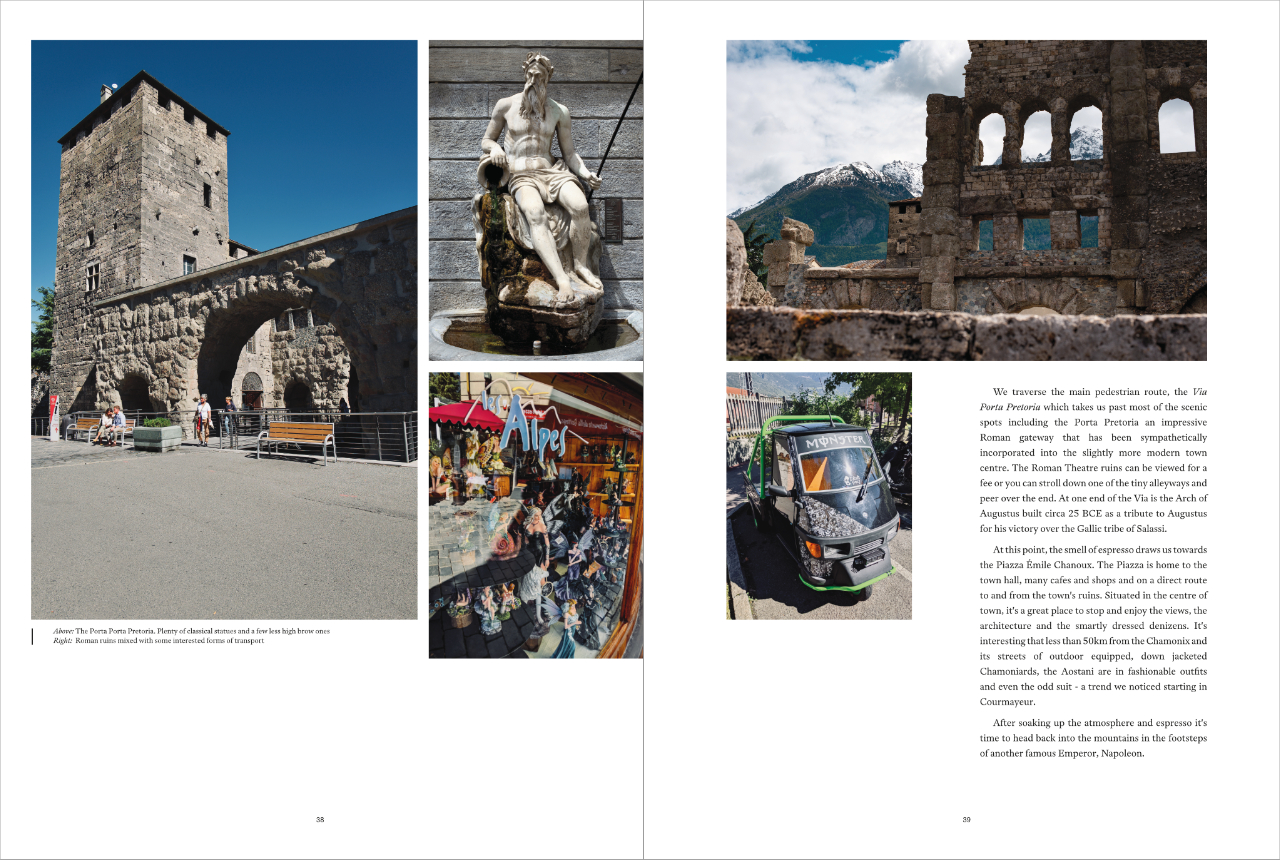 Alpes
Above: The Porta Porta Pretoria. Plenty of classical statues and a few less high brow ones
Right: Roman ruins mixed with some interested forms of transport
38
MONSTER
We traverse the main pedestrian route, the Via
Porta Pretoria which takes us past most of the scenic
spots including the Porta Pretoria an impressive
Roman gateway that has been sympathetically
incorporated into the slightly more modern town
centre. The Roman Theatre ruins can be viewed for a
fee or you can stroll down one of the tiny alleyways and
peer over the end. At one end of the Via is the Arch of
Augustus built circa 25 BCE as a tribute to Augustus
for his victory over the Gallic tribe of Salassi.
At this point, the smell of espresso draws us towards
the Piazza Émile Chanoux. The Piazza is home to the
town hall, many cafes and shops and on a direct route
to and from the town's ruins. Situated in the centre of
town, it's a great place to stop and enjoy the views, the
architecture and the smartly dressed denizens. It's
interesting that less than 50km from the Chamonix and
its streets of outdoor equipped, down jacketed
Chamoniards, the Aostani are in fashionable outfits
and even the odd suit - a trend we noticed starting in
Courmayeur.
After soaking up the atmosphere and espresso it's
time to head back into the mountains in the footsteps
of another famous Emperor, Napoleon.
39